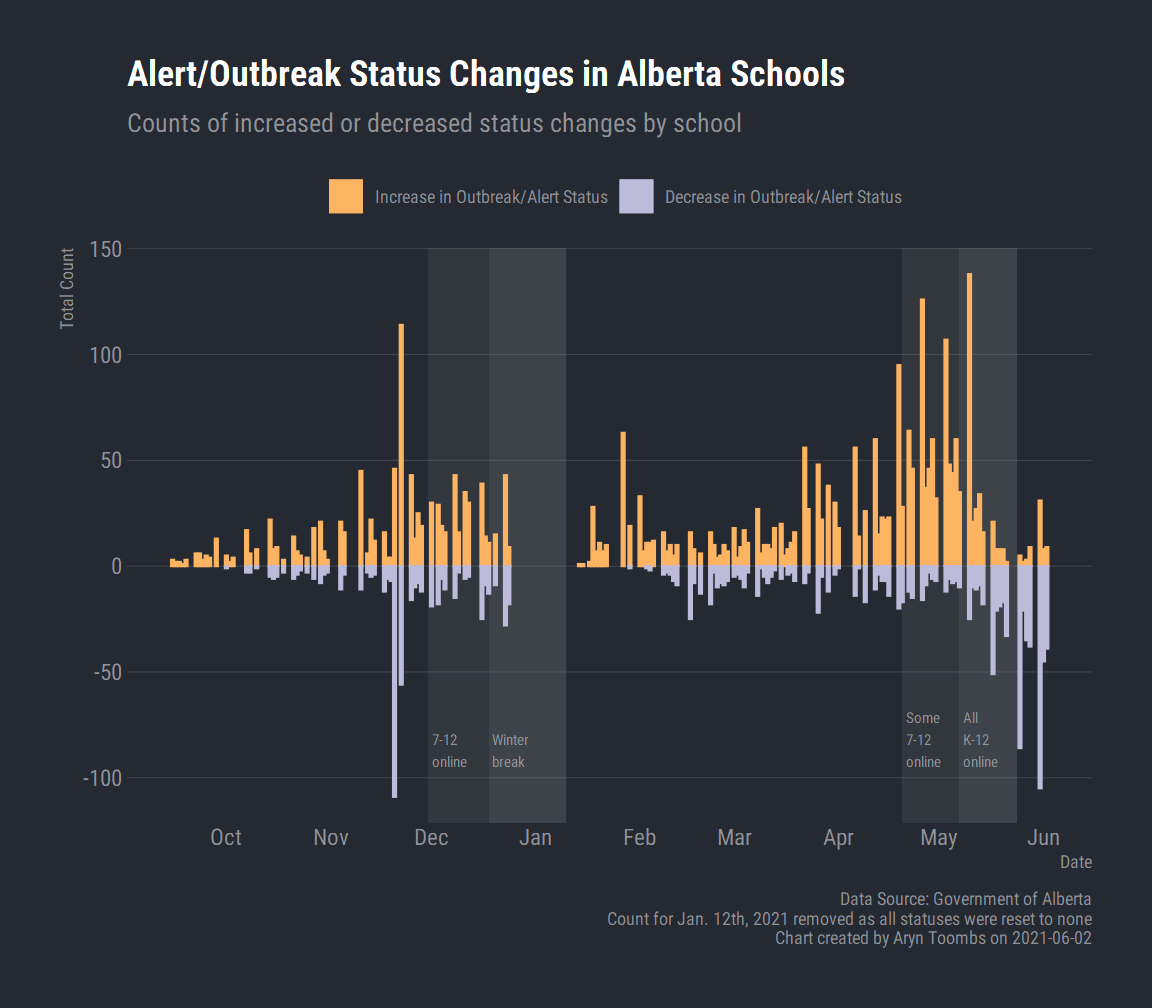 Alert/Outbreak Status Changes in Alberta Schools
Counts of increased or decreased status changes by school
Increase in Outbreak/Alert Status
Decrease in Outbreak/Alert Status
Total Count
150
100
50
0
-50
-100
7-12
online
Winter
break
Some
7-12
online
All
K-12
online
Oct
Nov
Dec
Jan
Feb
Mar
Apr
May
Jun
Date
Data Source: Government of Alberta
Count for Jan. 12th, 2021 removed as all statuses were reset to none
Chart created by Aryn Toombs on 2021-06-02